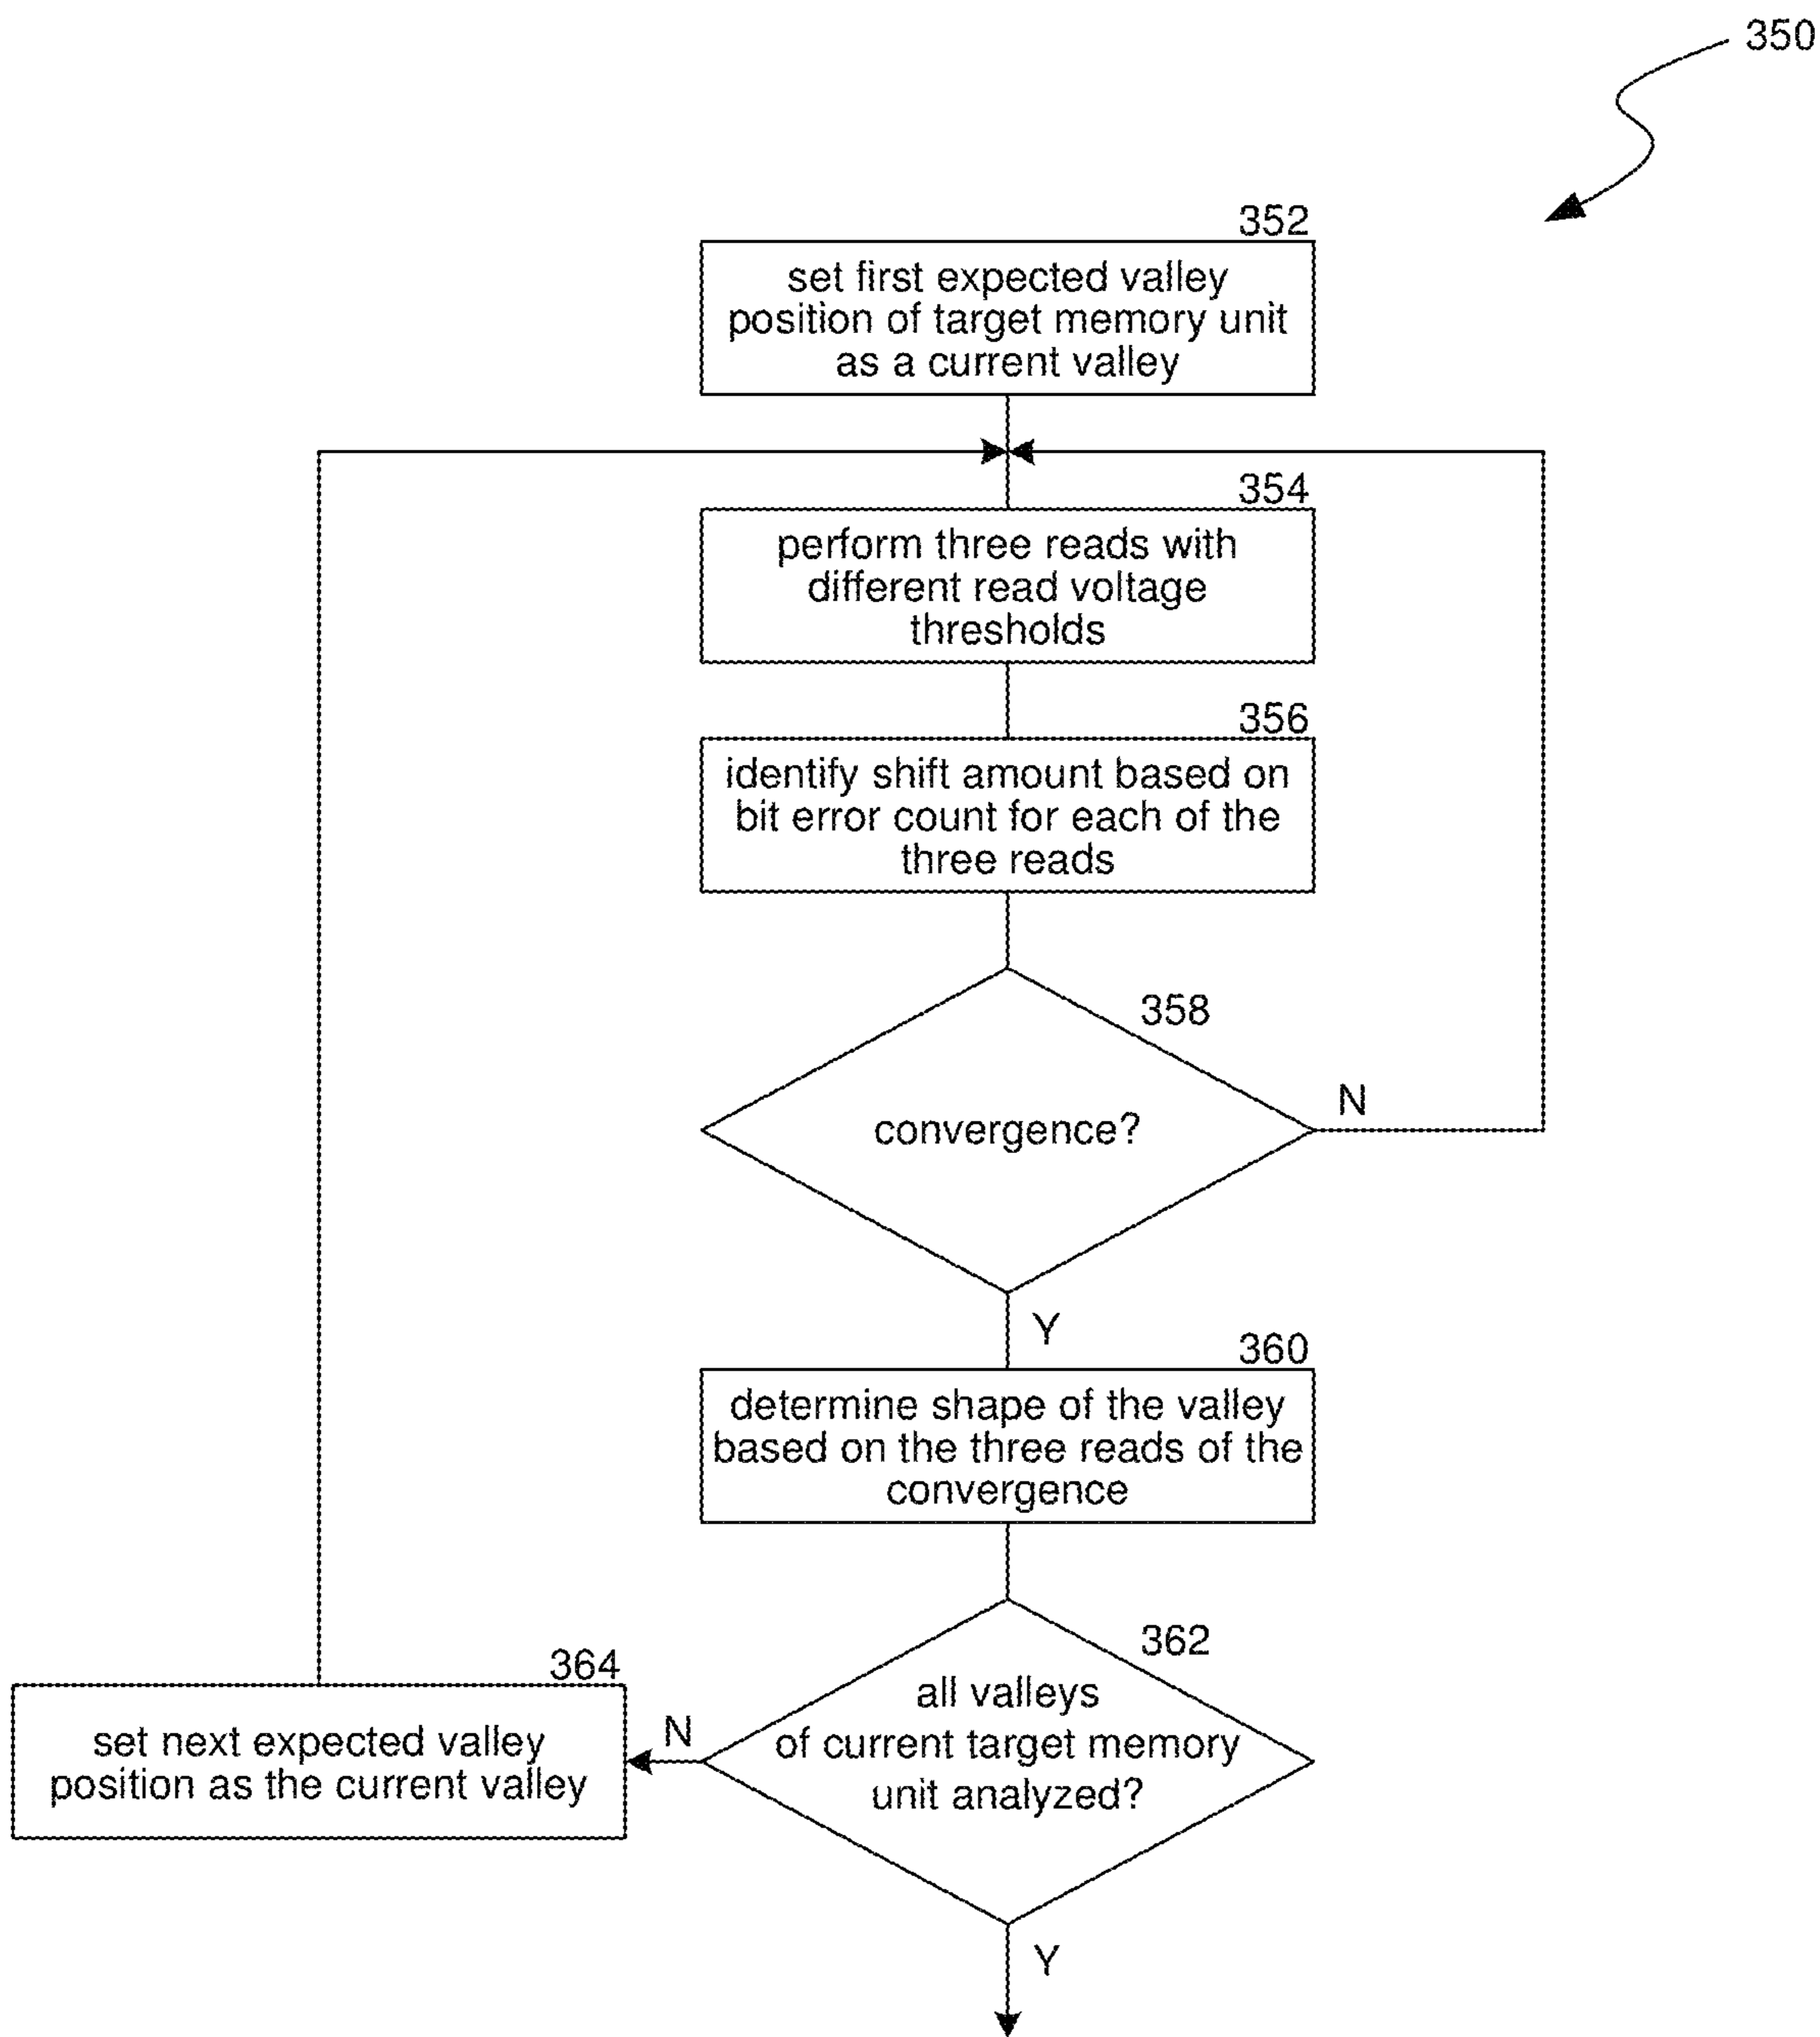 350
352
set first expected valley
position of target memory unit
as a current valley
354
perform three reads with
different read voltage
thresholds
356
identify shift amount based on
bit error count for each of the
three reads
358
convergence?
N
Y
360
determine shape of the valley
based on the three reads of the
convergence
362
all valleys
of current target memory
unit analyzed?
N
364
set next expected valley
position as the current valley
Y